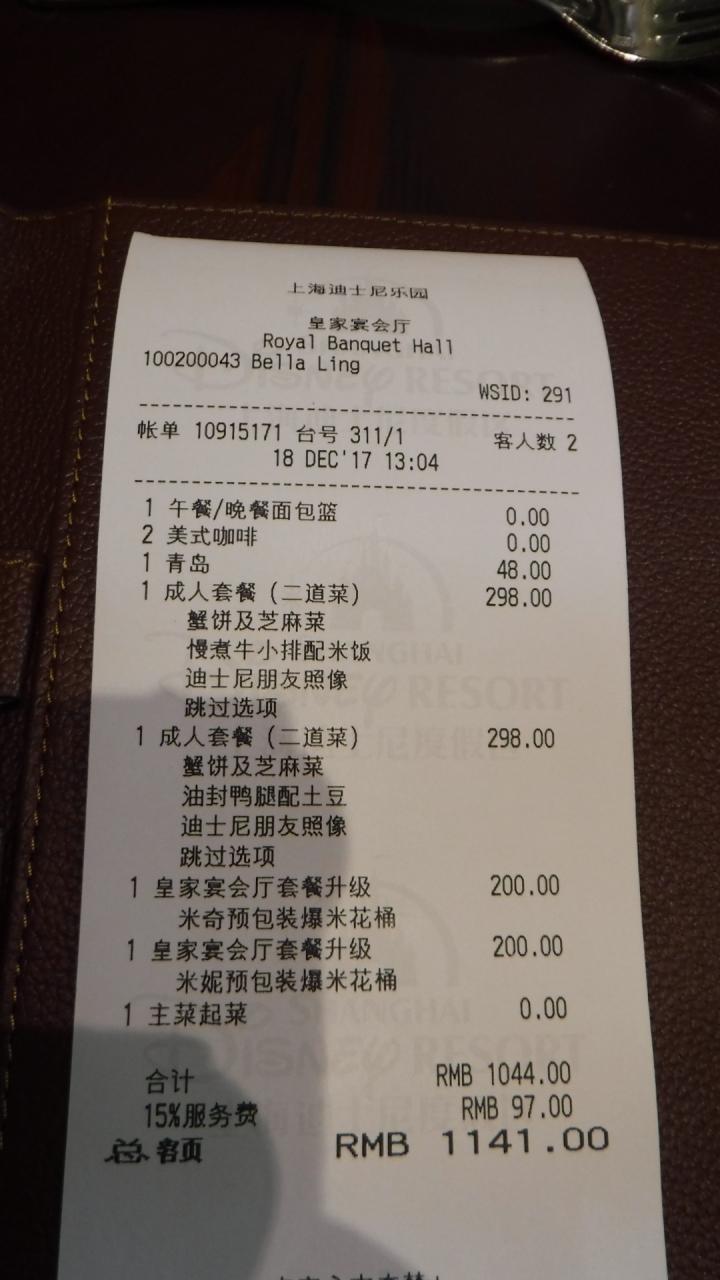 上海迪士尼乐园
皇家宴会厅
Royal Banquet Hall
100200043 Bella Ling
WSID: 291
帐单 10915171 台号 311/1 客人数 2
18 DEC'17 13:04
1 午餐/晚餐面包篮 0.00
2 美式咖啡 0.00
1 青岛 48.00
1 成人套餐 (二道菜) 298.00
蟹饼及芝麻菜
慢煮牛小排配米饭
迪士尼朋友照像
跳过选项
1 成人套餐 (二道菜) 298.00
蟹饼及芝麻菜
油封鸭腿配土豆
迪士尼朋友照像
跳过选项
1 皇家宴会厅套餐升级 200.00
米奇预包装爆米花桶
1 皇家宴会厅套餐升级 200.00
米妮预包装爆米花桶
1 主菜起菜 0.00
合计 RMB 1044.00
15%服务费 RMB 97.00
总额 RMB 1141.00